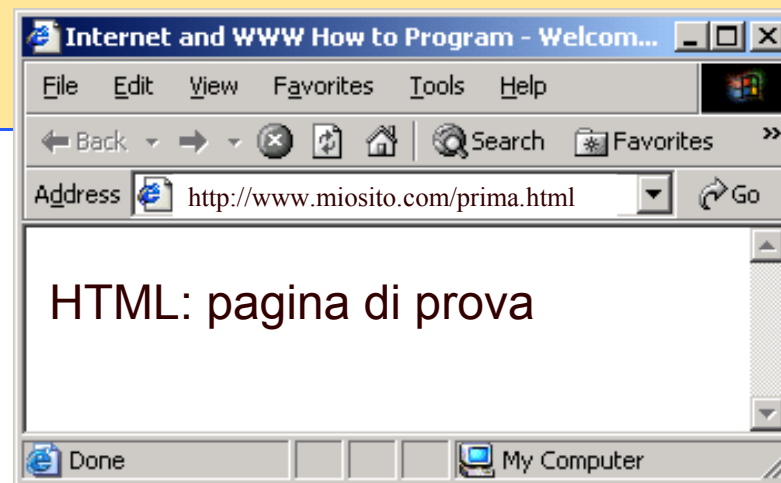 Internet and WWW How to Program - Welcom...
File Edit View Favorites Tools Help
Back Search Favorites »
Address http://www.miosito.com/prima.html Go
HTML: pagina di prova
Done My Computer